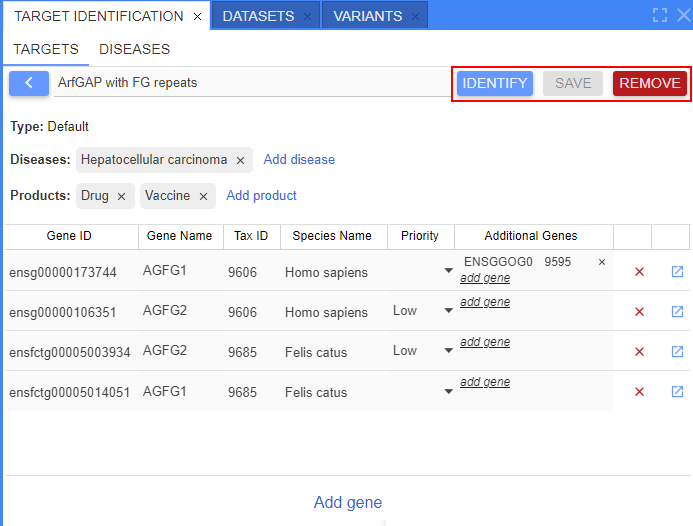 TARGET IDENTIFICATION × DATASETS × VARIANTS ×
TARGETS DISEASES
ArfGAP with FG repeats IDENTIFY SAVE REMOVE
Type: Default
Diseases: Hepatocellular carcinoma × Add disease
Products: Drug × Vaccine × Add product
Gene ID Gene Name Tax ID Species Name Priority Additional Genes
ensg00000173744 AGFG1 9606 Homo sapiens ENSGGOG0 9595 ×
add gene
ensg00000106351 AGFG2 9606 Homo sapiens Low add gene
ensfctg00005003934 AGFG2 9685 Felis catus Low add gene
ensfctg00005014051 AGFG1 9685 Felis catus add gene
Add gene